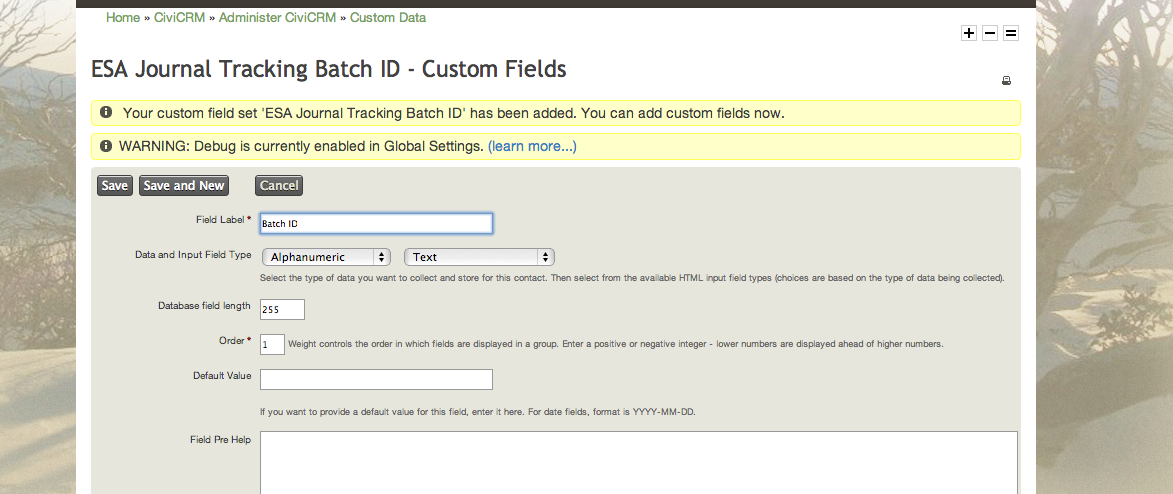 Home » CiviCRM » Administer CiviCRM » Custom Data
ESA Journal Tracking Batch ID - Custom Fields
Your custom field set 'ESA Journal Tracking Batch ID' has been added. You can add custom fields now.
WARNING: Debug is currently enabled in Global Settings. (learn more...)
Save Save and New Cancel
Field Label * Batch ID
Data and Input Field Type Alphanumeric Text
Select the type of data you want to collect and store for this contact. Then select from the available HTML input field types (choices are based on the type of data being collected).
Database field length 255
Order * 1 Weight controls the order in which fields are displayed in a group. Enter a positive or negative integer - lower numbers are displayed ahead of higher numbers.
Default Value
If you want to provide a default value for this field, enter it here. For date fields, format is YYYY-MM-DD.
Field Pre Help